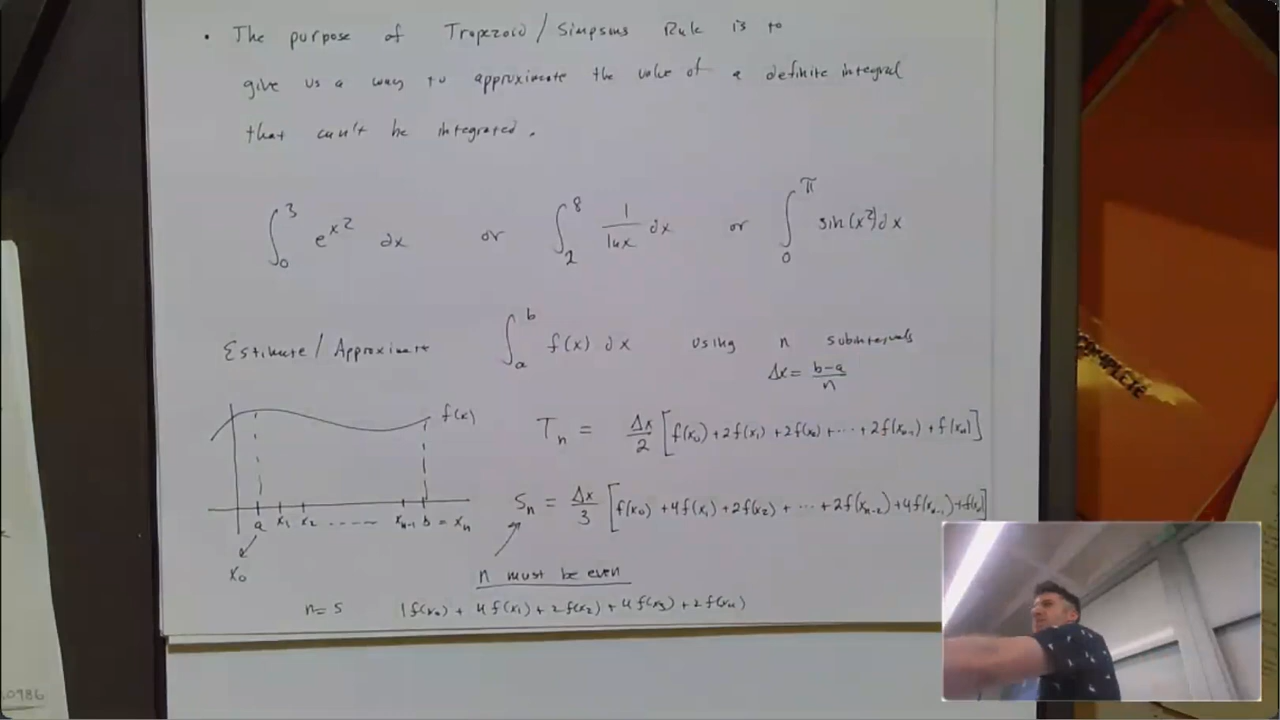 • The purpose of Trapezoid / Simpsons Rule is to
give us a way to approximate the value of a definite integral
that can't be integrated.
∫₀³ e^(x²) dx or ∫₂⁸ 1/(ln x) dx or ∫₀^π sin(x²) dx
Estimate / Approximate ∫ₐᵇ f(x) dx using n subintervals
Δx = (b-a)/n
f(x)
Tₙ = Δx/2 [f(x₀) + 2f(x₁) + 2f(x₂) + ··· + 2f(xₙ₋₁) + f(xₙ)]
Sₙ = Δx/3 [f(x₀) + 4f(x₁) + 2f(x₂) + ··· + 2f(xₙ₋₂) + 4f(xₙ₋₁) + f(xₙ)]
a x₁ x₂ ----- xₙ₋₁ b = xₙ
x₀
n must be even
n = 5 1f(x₀) + 4f(x₁) + 2f(x₂) + 4f(x₃) + 2f(x₄)
COMPLETE
.0986